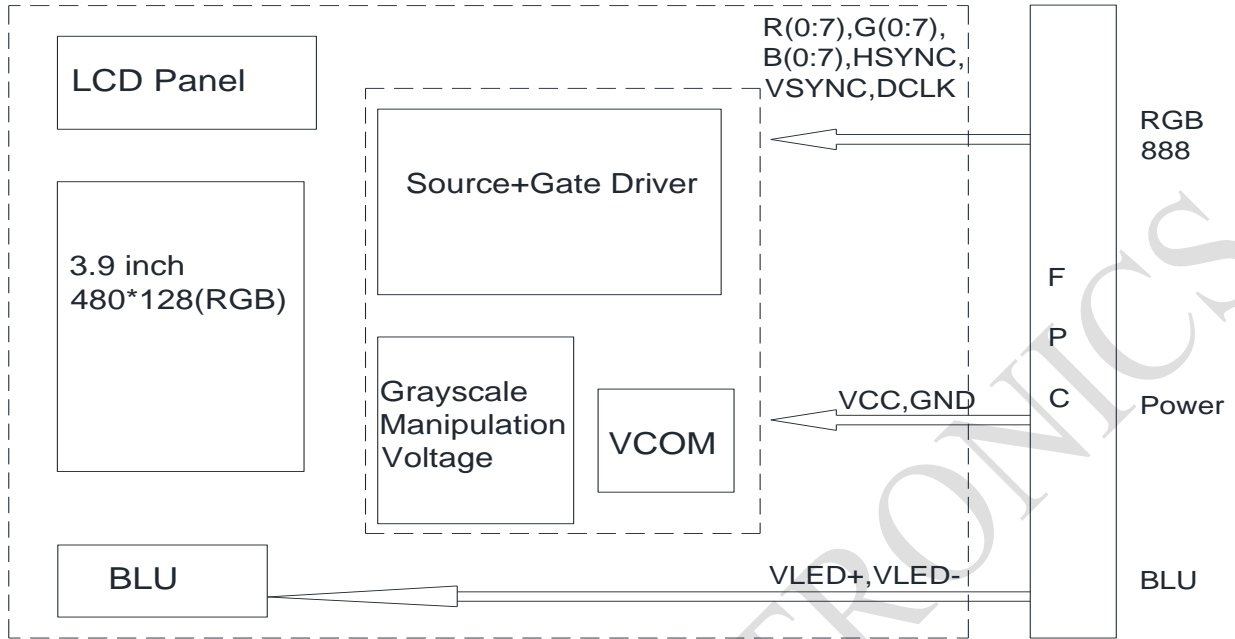 R(0:7),G(0:7),
B(0:7),HSYNC,
VSYNC,DCLK
LCD Panel
RGB
888
Source+Gate Driver
3.9 inch
480*128(RGB)
F
P
C
Grayscale
Manipulation
Voltage
VCOM
VCC,GND
Power
BLU
VLED+,VLED-
BLU
TRONICS